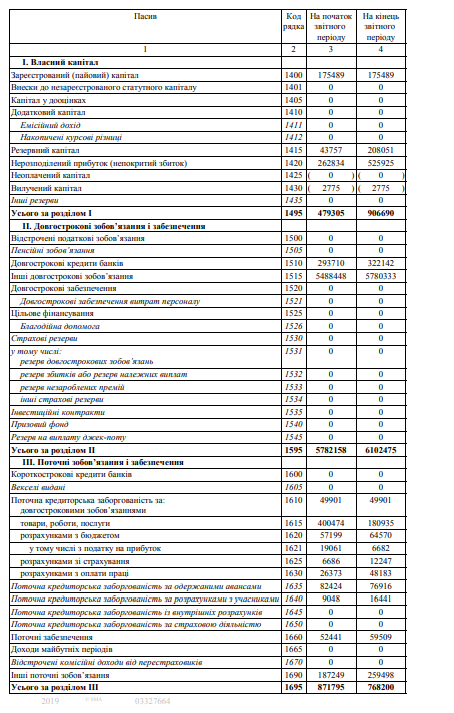 Пасив Код рядка На початок звітного періоду На кінець звітного періоду
1 2 3 4
I. Власний капітал
Зареєстрований (пайовий) капітал 1400 175489 175489
Внески до незареєстрованого статутного капіталу 1401 0 0
Капітал у дооцінках 1405 0 0
Додатковий капітал 1410 0 0
Емісійний дохід 1411 0 0
Накопичені курсові різниці 1412 0 0
Резервний капітал 1415 43757 208051
Нерозподілений прибуток (непокритий збиток) 1420 262834 525925
Неоплачений капітал 1425 ( 0 ) ( 0 )
Вилучений капітал 1430 ( 2775 ) ( 2775 )
Інші резерви 1435 0 0
Усього за розділом I 1495 479305 906690
II. Довгострокові зобов’язання і забезпечення
Відстрочені податкові зобов’язання 1500 0 0
Пенсійні зобов’язання 1505 0 0
Довгострокові кредити банків 1510 293710 322142
Інші довгострокові зобов’язання 1515 5488448 5780333
Довгострокові забезпечення 1520 0 0
Довгострокові забезпечення витрат персоналу 1521 0 0
Цільове фінансування 1525 0 0
Благодійна допомога 1526 0 0
Страхові резерви 1530 0 0
у тому числі: 1531 0 0
резерв довгострокових зобов’язань
резерв збитків або резерв належних виплат 1532 0 0
резерв незароблених премій 1533 0 0
інші страхові резерви 1534 0 0
Інвестиційні контракти 1535 0 0
Призовий фонд 1540 0 0
Резерв на виплату джек-поту 1545 0 0
Усього за розділом II 1595 5782158 6102475
III. Поточні зобов’язання і забезпечення
Короткострокові кредити банків 1600 0 0
Векселі видані 1605 0 0
Поточна кредиторська заборгованість за: 1610 49901 49901
довгостроковими зобов’язаннями
товари, роботи, послуги 1615 400474 180935
розрахунками з бюджетом 1620 57199 64570
у тому числі з податку на прибуток 1621 19061 6682
розрахунками зі страхування 1625 6686 12247
розрахунками з оплати праці 1630 26373 48183
Поточна кредиторська заборгованість за одержаними авансами 1635 82424 76916
Поточна кредиторська заборгованість за розрахунками з учасниками 1640 9048 16441
Поточна кредиторська заборгованість із внутрішніх розрахунків 1645 0 0
Поточна кредиторська заборгованість за страховою діяльністю 1650 0 0
Поточні забезпечення 1660 52441 59509
Доходи майбутніх періодів 1665 0 0
Відстрочені комісійні доходи від перестраховиків 1670 0 0
Інші поточні зобов’язання 1690 187249 259498
Усього за розділом III 1695 871795 768200
2019 03327664